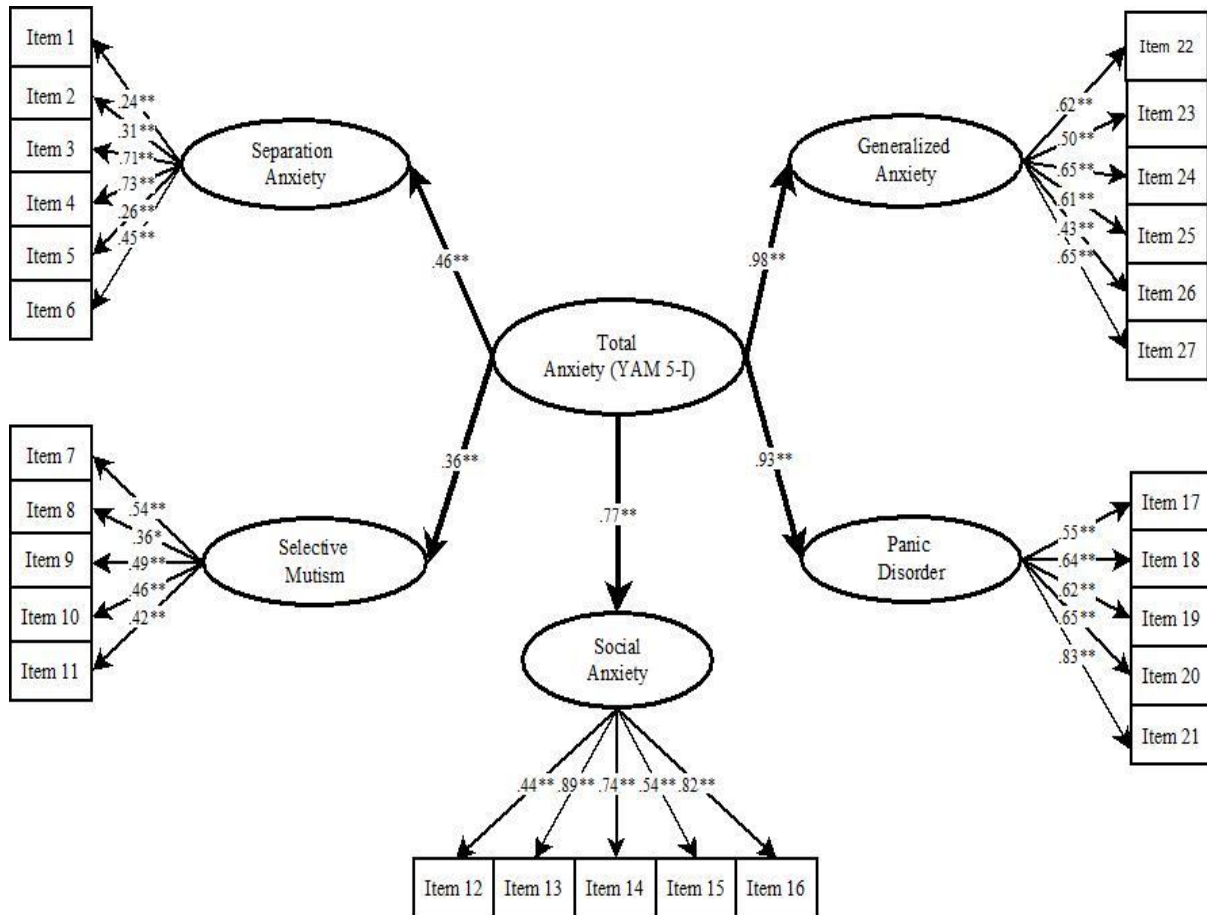 Item 1
Item 2
Item 3
Item 4
Item 5
Item 6
.24**
.31**
.71**
.73**
.26**
.45**
Separation
Anxiety
.46**
Generalized
Anxiety
.98**
.62**
.50**
.65**
.61**
.43**
.65**
Item 22
Item 23
Item 24
Item 25
Item 26
Item 27
Total
Anxiety (YAM 5-I)
Item 7
Item 8
Item 9
Item 10
Item 11
.54**
.36*
.49**
.46**
.42**
Selective
Mutism
.36**
.77**
.93**
Panic
Disorder
.55**
.64**
.62**
.65**
.83**
Item 17
Item 18
Item 19
Item 20
Item 21
Social
Anxiety
.44** .89** .74** .54** .82**
Item 12 Item 13 Item 14 Item 15 Item 16